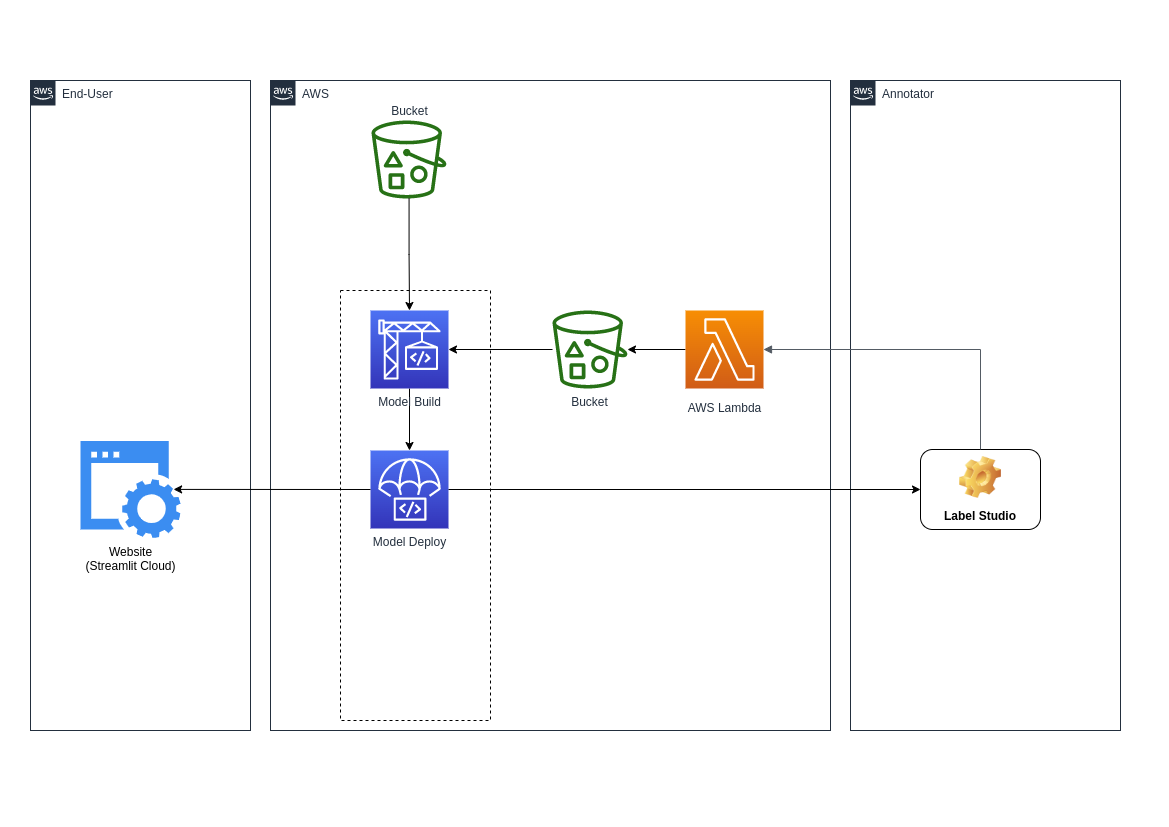 aws End-User
aws AWS
aws Annotator
Bucket
</>
Model Build
Bucket
AWS Lambda
</>
Model Deploy
Label Studio
Website
(Streamlit Cloud)